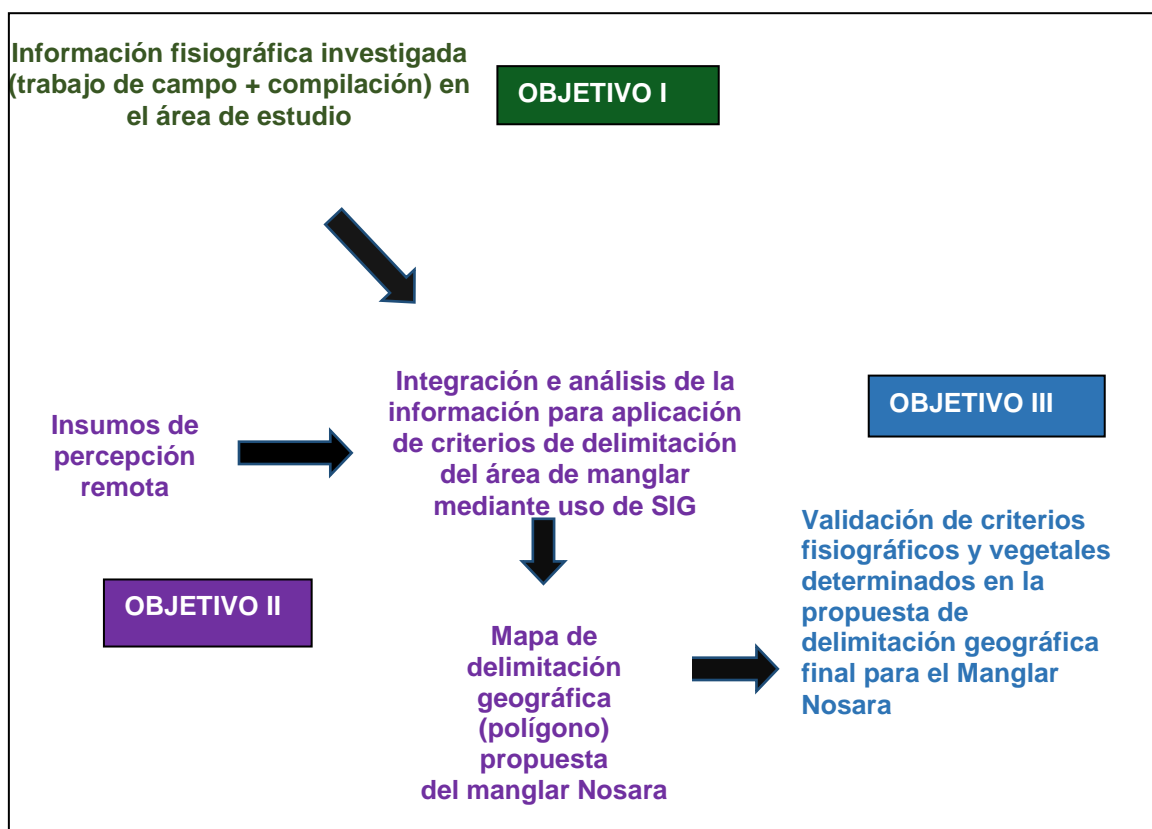 Información fisiográfica investigada
(trabajo de campo + compilación) en
el área de estudio
OBJETIVO I
Integración e análisis de la
información para aplicación
de criterios de delimitación
del área de manglar
mediante uso de SIG
OBJETIVO III
Insumos de
percepción
remota
Validación de criterios
fisiográficos y vegetales
determinados en la
propuesta de
delimitación geográfica
final para el Manglar
Nosara
OBJETIVO II
Mapa de
delimitación
geográfica
(polígono)
propuesta
del manglar Nosara